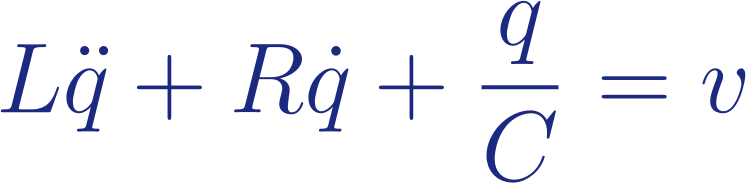 Lq̈ + Rq̇ + q/C = v